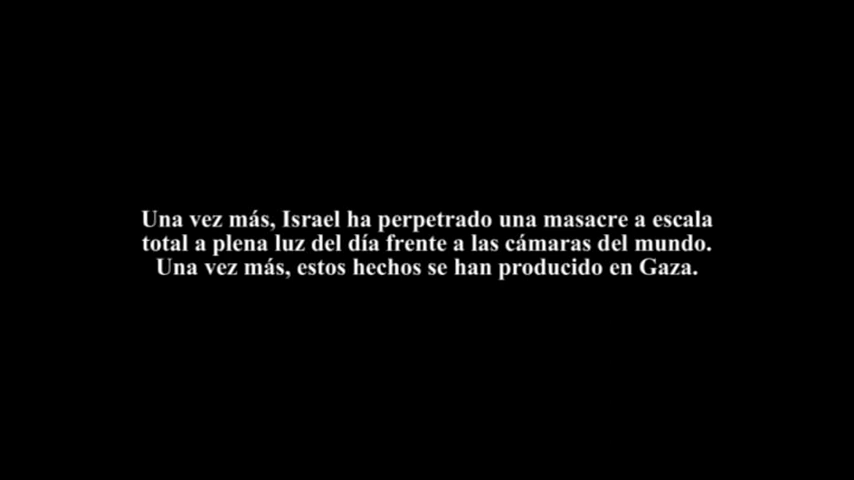 Una vez más, Israel ha perpetrado una masacre a escala
total a plena luz del día frente a las cámaras del mundo.
Una vez más, estos hechos se han producido en Gaza.